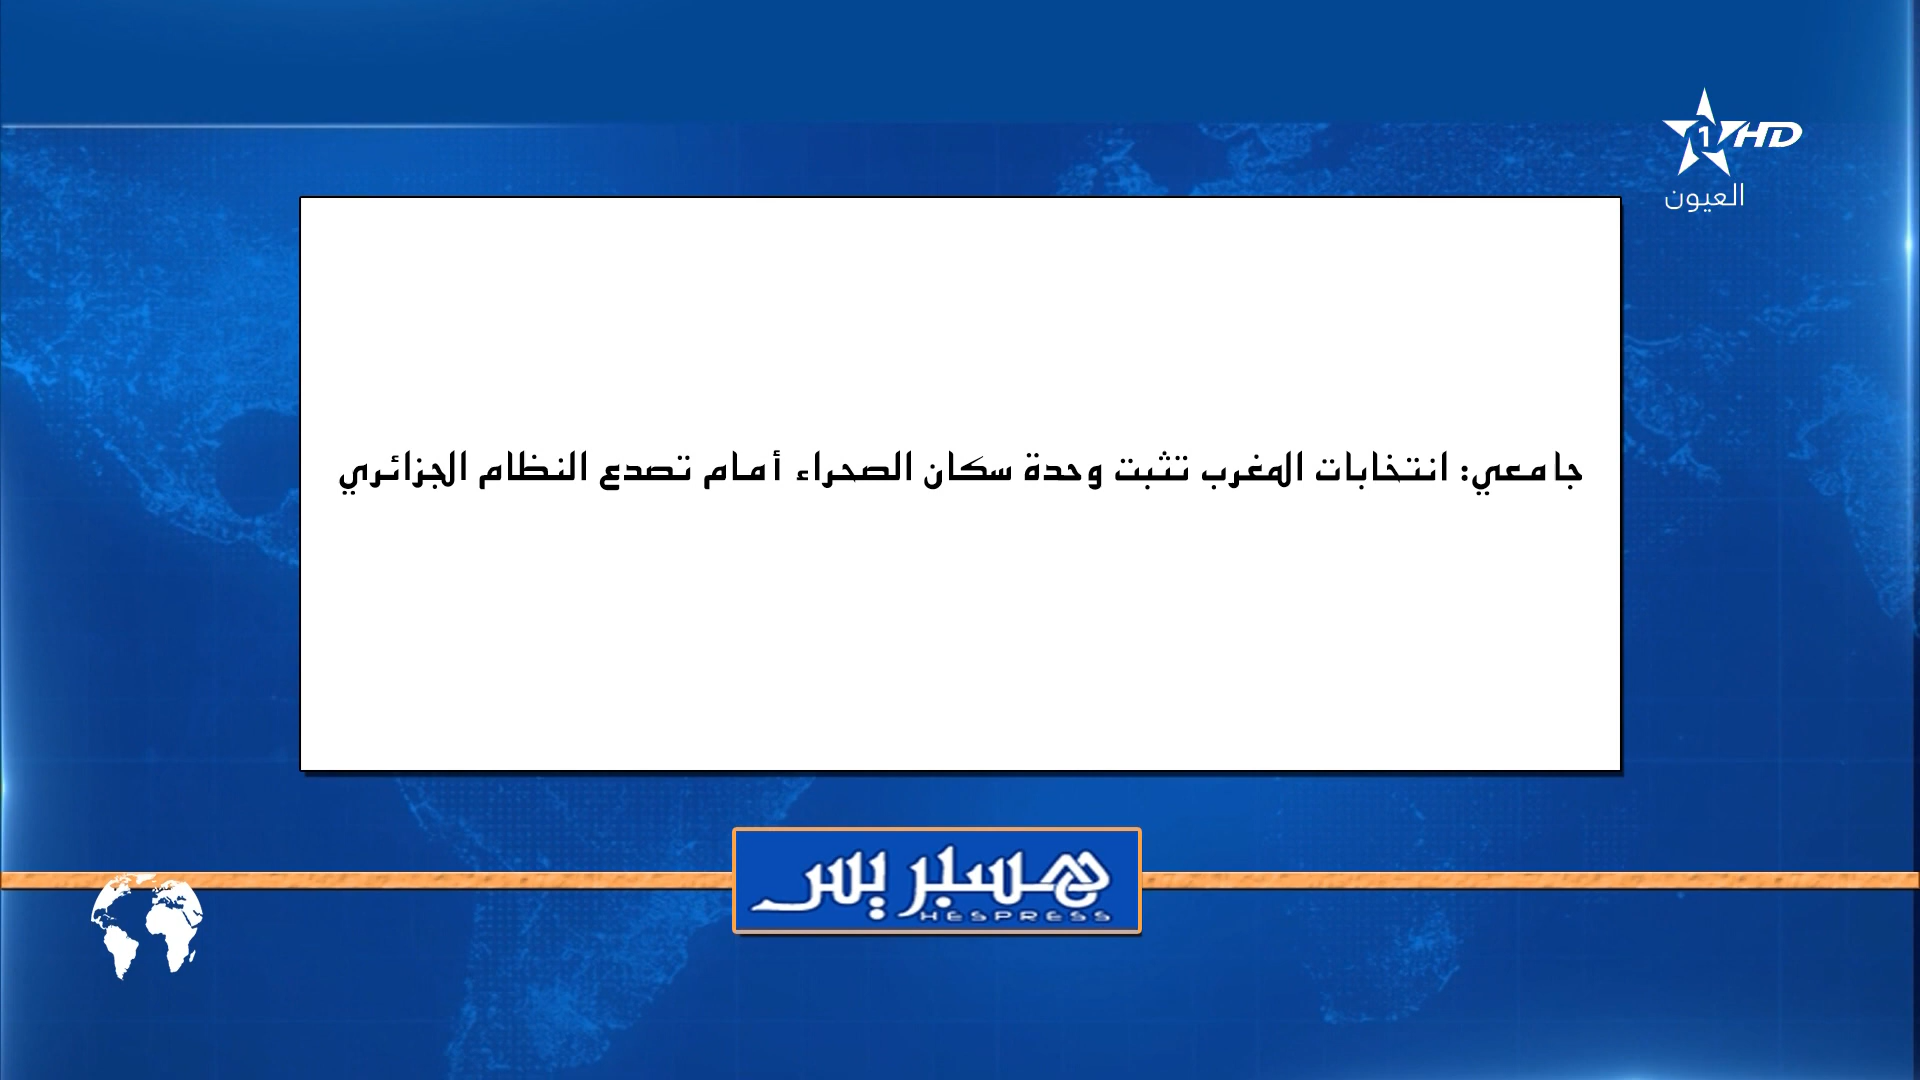 1 HD
العيون
جامعي: انتخابات المغرب تثبت وحدة سكان الصحراء أمام تصدع النظام الجزائري
هسبريس
HESPRESS